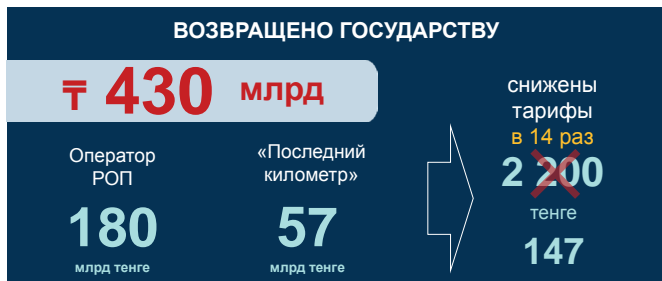 ВОЗВРАЩЕНО ГОСУДАРСТВУ
₸ 430 млрд
Оператор
РОП
180
млрд тенге
«Последний
километр»
57
млрд тенге
снижены
тарифы
в 14 раз
2 200
тенге
147